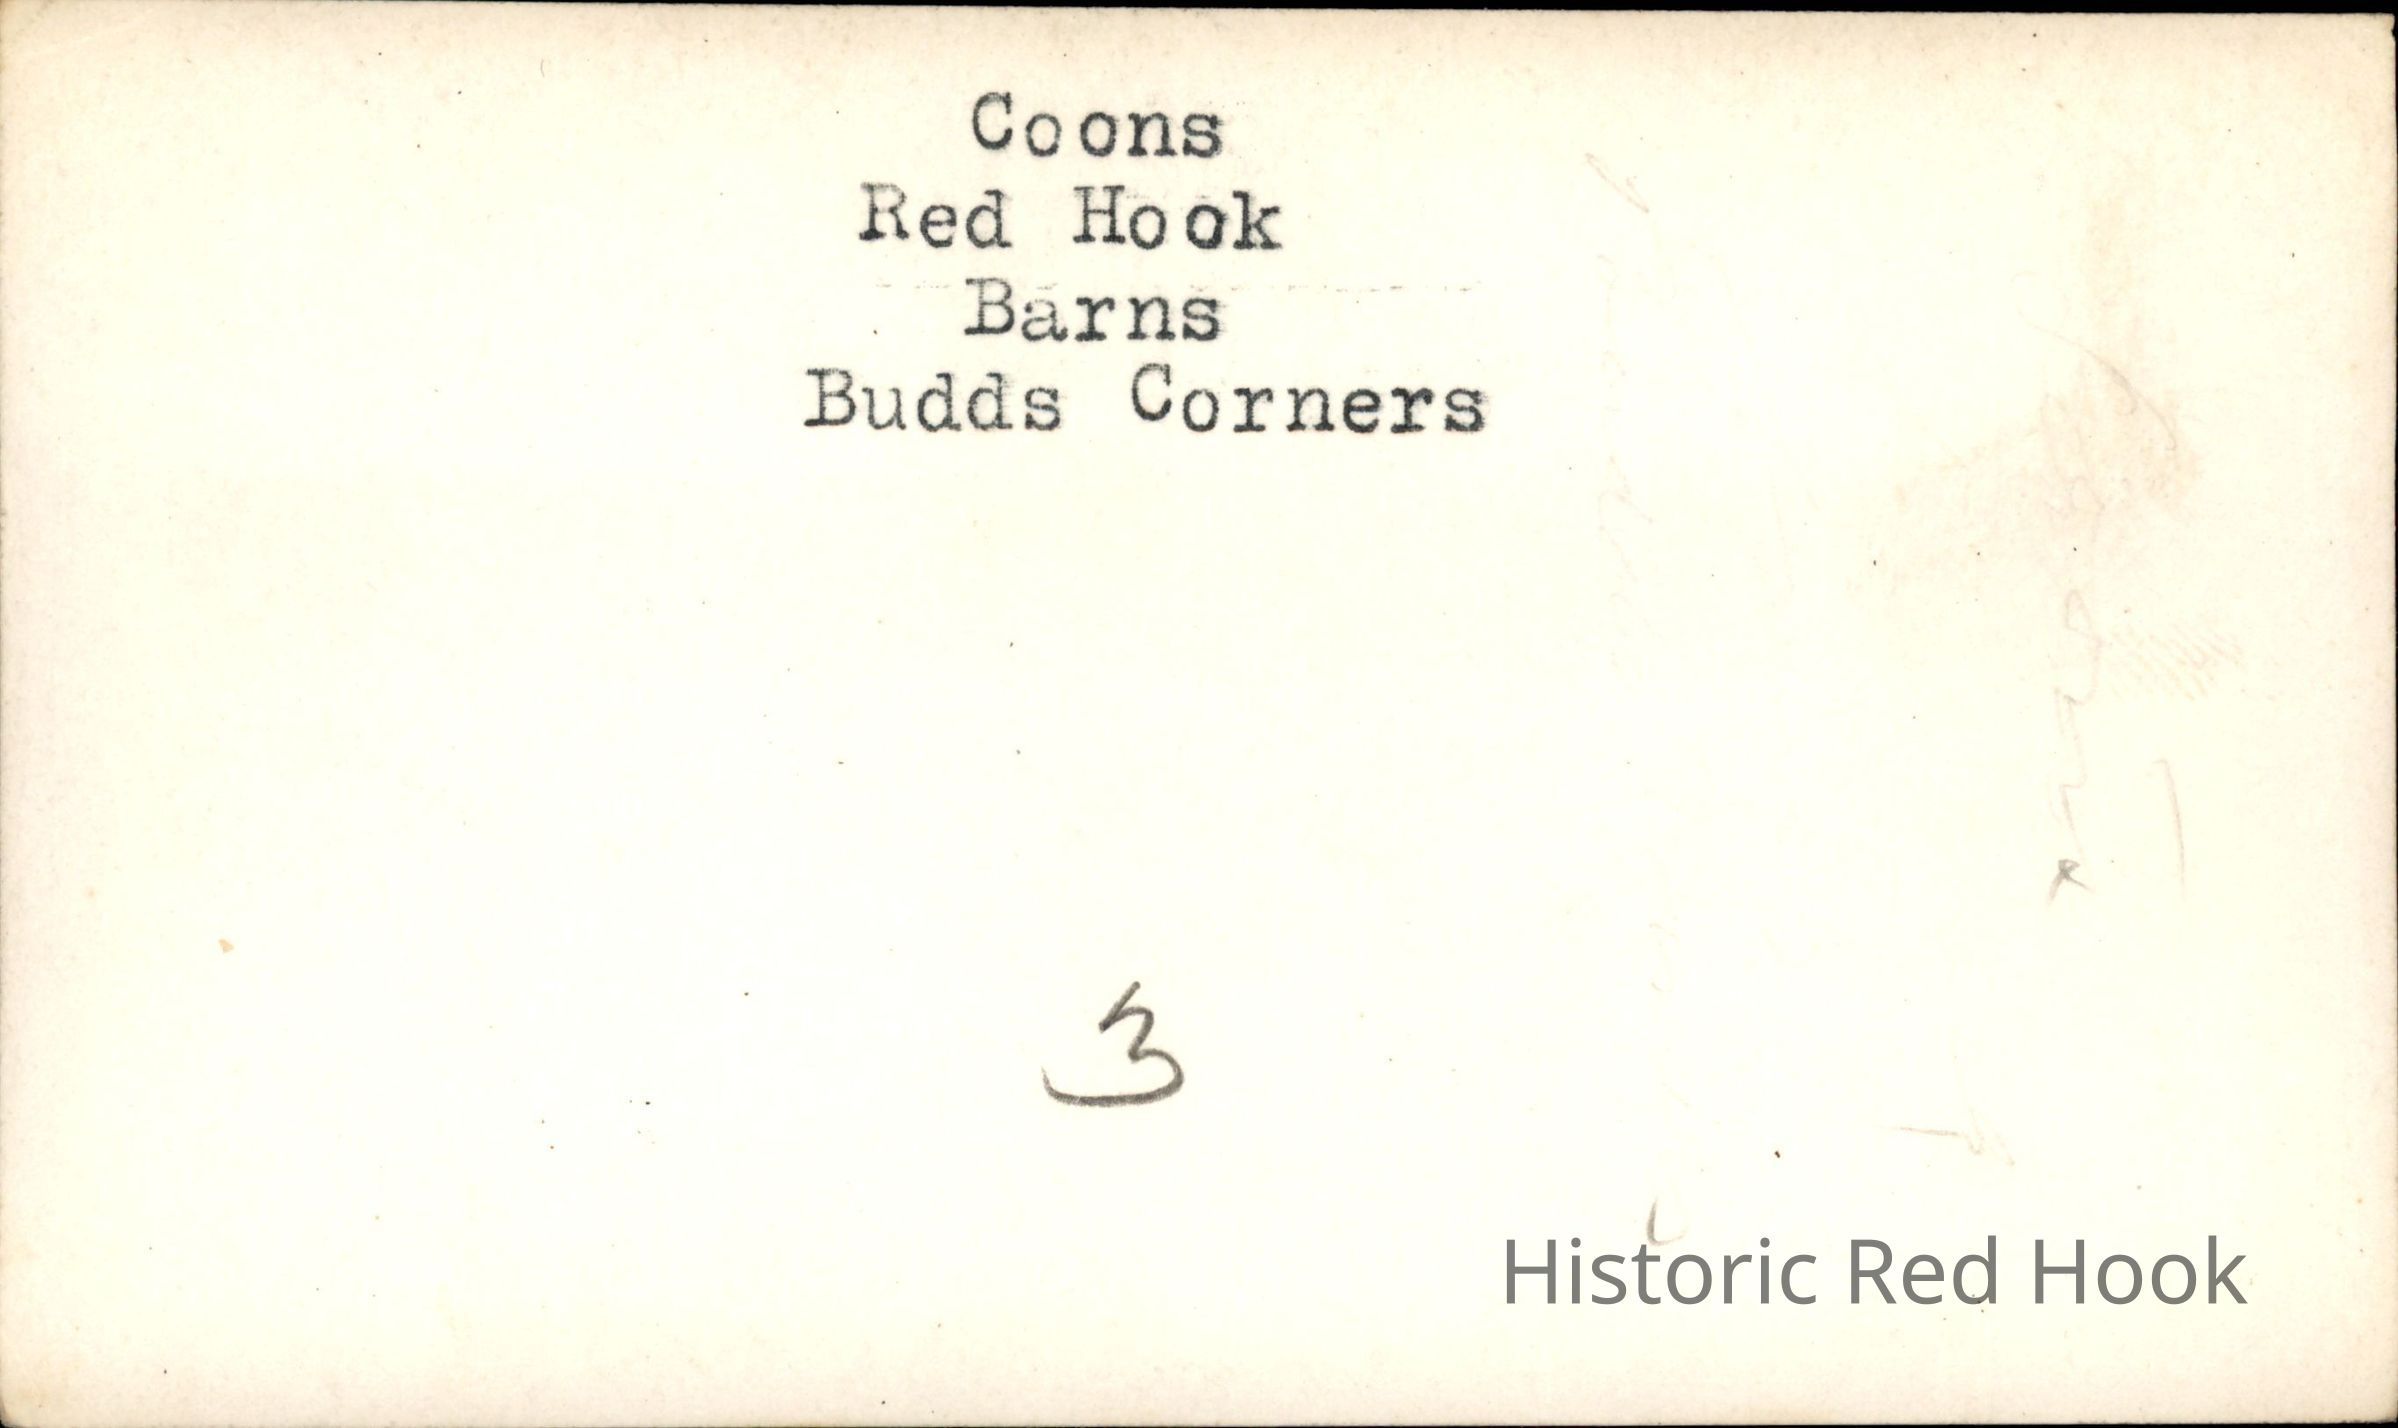 Coons
Red Hook
Barns
Budds Corners
3
Historic Red Hook